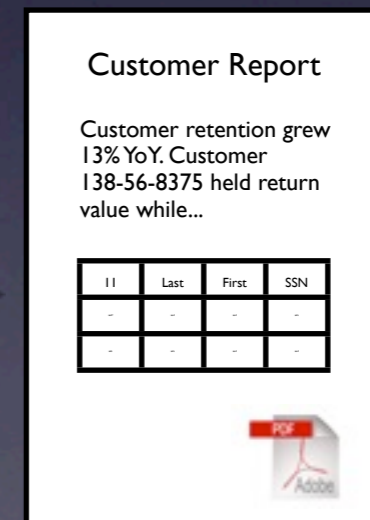 Customer Report
Customer retention grew
13% YoY. Customer
138-56-8375 held return
value while...
11 Last First SSN
- - - -
- - - -
PDF
Adobe